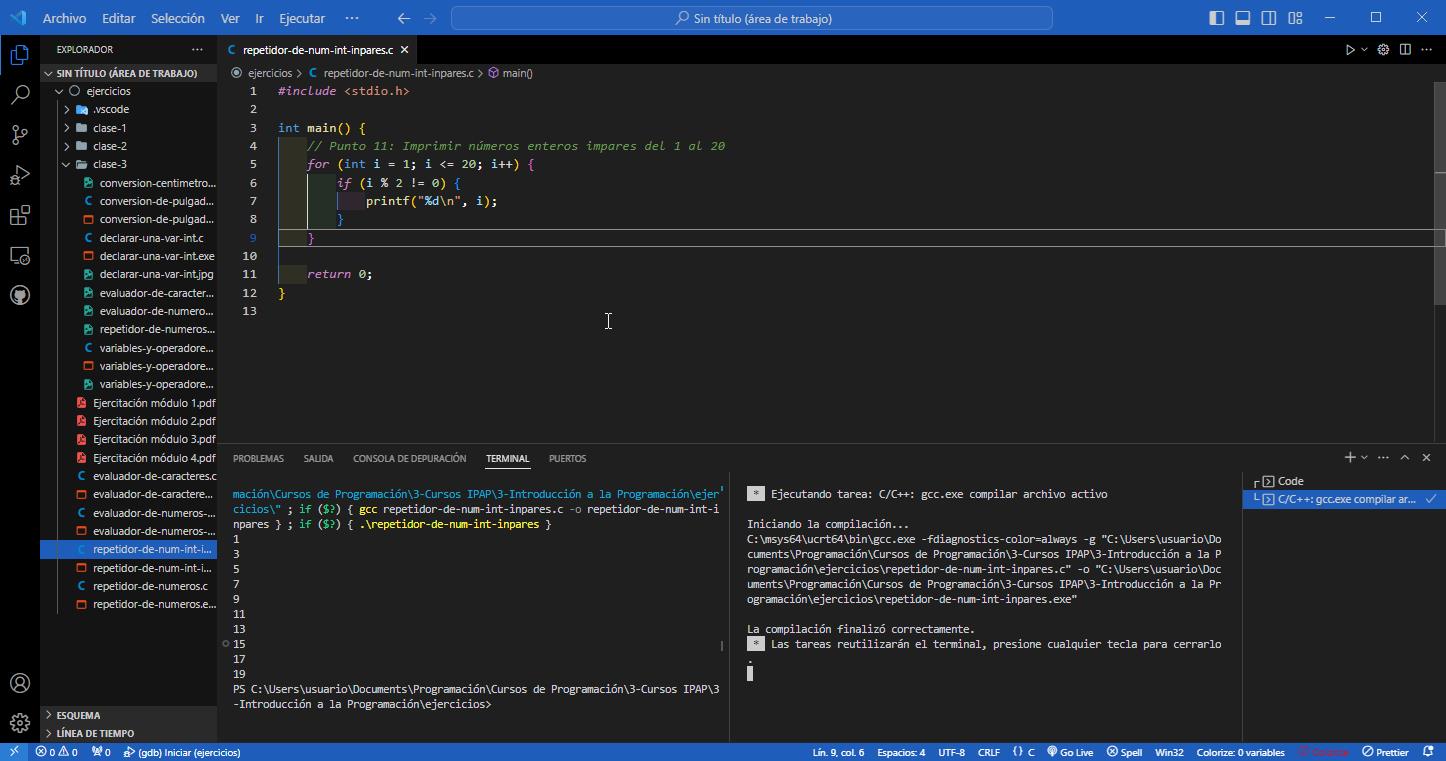 Archivo Editar Selección Ver Ir Ejecutar ···
Sin título (área de trabajo)
EXPLORADOR ···
SIN TÍTULO (ÁREA DE TRABAJO)
ejercicios
.vscode
clase-1
clase-2
clase-3
conversion-centimetro...
conversion-de-pulgad...
conversion-de-pulgad...
declarar-una-var-int.c
declarar-una-var-int.exe
declarar-una-var-int.jpg
evaluador-de-caracter...
evaluador-de-numero...
repetidor-de-numeros...
variables-y-operadore...
variables-y-operadore...
variables-y-operadore...
Ejercitación módulo 1.pdf
Ejercitación módulo 2.pdf
Ejercitación módulo 3.pdf
Ejercitación módulo 4.pdf
evaluador-de-caracteres.c
evaluador-de-caractere...
evaluador-de-numeros-...
evaluador-de-numeros-...
repetidor-de-num-int-i...
repetidor-de-num-int-i...
repetidor-de-numeros.c
repetidor-de-numeros.e...
ESQUEMA
LÍNEA DE TIEMPO
C repetidor-de-num-int-inpares.c
ejercicios > C repetidor-de-num-int-inpares.c > main()
1 #include <stdio.h>
2
3 int main() {
4 // Punto 11: Imprimir números enteros impares del 1 al 20
5 for (int i = 1; i <= 20; i++) {
6 if (i % 2 != 0) {
7 printf("%d\n", i);
8 }
9 }
10
11 return 0;
12 }
13
PROBLEMAS SALIDA CONSOLA DE DEPURACIÓN TERMINAL PUERTOS
mación\Cursos de Programación\3-Cursos IPAP\3-Introducción a la Programación\ejer
cicios\" ; if ($?) { gcc repetidor-de-num-int-inpares.c -o repetidor-de-num-int-i
npares } ; if ($?) { .\repetidor-de-num-int-inpares }
1
3
5
7
9
11
13
15
17
19
PS C:\Users\usuario\Documents\Programación\Cursos de Programación\3-Cursos IPAP\3
-Introducción a la Programación\ejercicios>
* Ejecutando tarea: C/C++: gcc.exe compilar archivo activo
Iniciando la compilación...
C:\msys64\ucrt64\bin\gcc.exe -fdiagnostics-color=always -g "C:\Users\usuario\Do
cuments\Programación\Cursos de Programación\3-Cursos IPAP\3-Introducción a la P
rogramación\ejercicios\repetidor-de-num-int-inpares.c" -o "C:\Users\usuario\Doc
uments\Programación\Cursos de Programación\3-Cursos IPAP\3-Introducción a la Pr
ogramación\ejercicios\repetidor-de-num-int-inpares.exe"
La compilación finalizó correctamente.
* Las tareas reutilizarán el terminal, presione cualquier tecla para cerrarlo
.
Code
C/C++: gcc.exe compilar ar...
0 0 0 (gdb) Iniciar (ejercicios)
Lín. 9, col. 6 Espacios: 4 UTF-8 CRLF {} C Go Live Spell Win32 Colorize: 0 variables Prettier